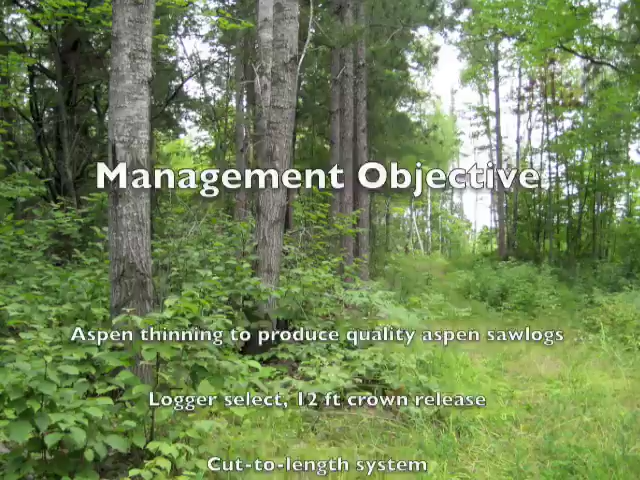 Management Objective
Aspen thinning to produce quality aspen sawlogs
Logger select, 12 ft crown release
Cut-to-length system